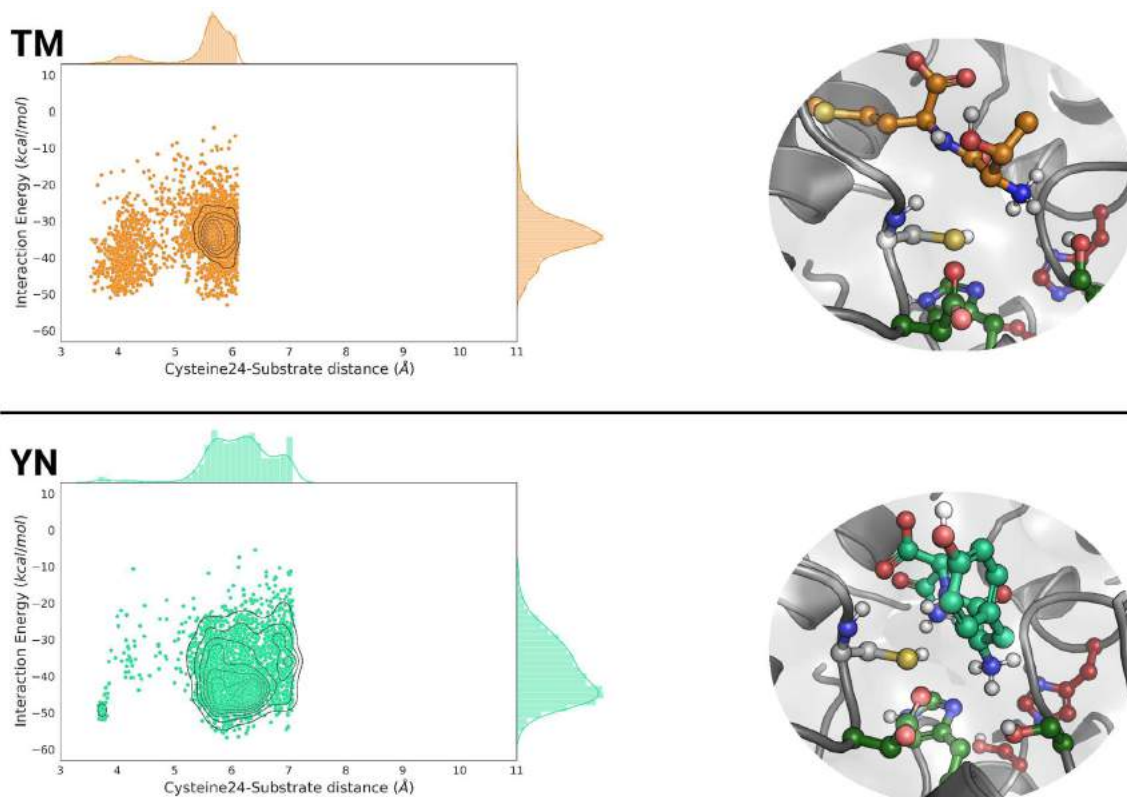 TM
10
0
−10
−20
−30
−40
−50
−60
Interaction Energy (kcal/mol)
3 4 5 6 7 8 9 10 11
Cysteine24-Substrate distance (Å)
YN
10
0
−10
−20
−30
−40
−50
−60
Interaction Energy (kcal/mol)
3 4 5 6 7 8 9 10 11
Cysteine24-Substrate distance (Å)